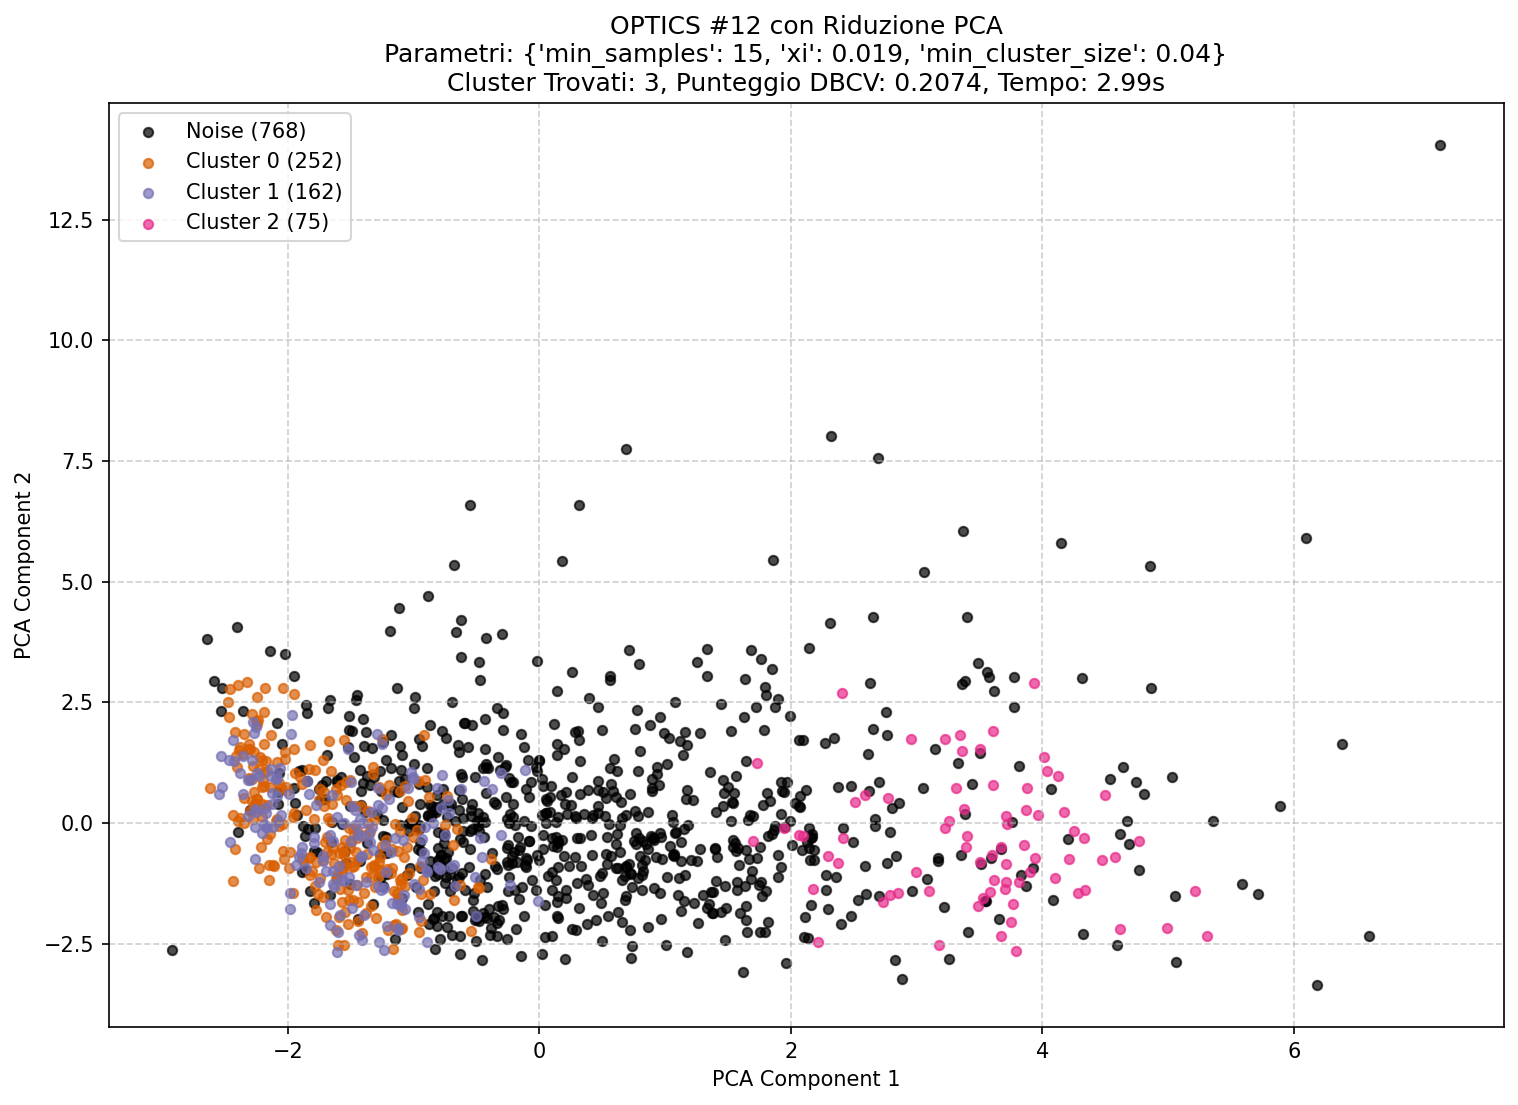 OPTICS #12 con Riduzione PCA
Parametri: {'min_samples': 15, 'xi': 0.019, 'min_cluster_size': 0.04}
Cluster Trovati: 3, Punteggio DBCV: 0.2074, Tempo: 2.99s
Noise (768)
Cluster 0 (252)
Cluster 1 (162)
Cluster 2 (75)
12.5
10.0
7.5
5.0
2.5
0.0
−2.5
PCA Component 2
−2
0
2
4
6
PCA Component 1